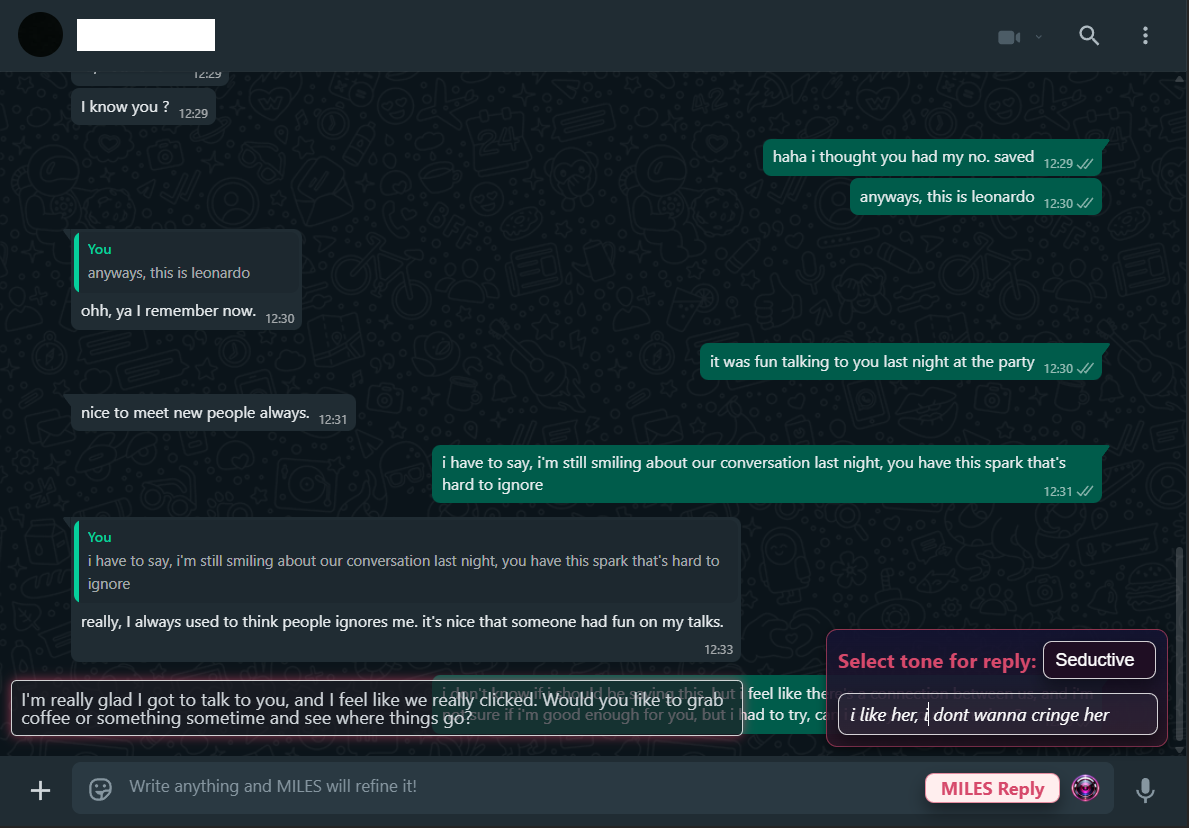 12:29
I know you ? 12:29
haha i thought you had my no. saved 12:29
anyways, this is leonardo 12:30
You
anyways, this is leonardo
ohh, ya I remember now. 12:30
it was fun talking to you last night at the party 12:30
nice to meet new people always. 12:31
i have to say, i'm still smiling about our conversation last night, you have this spark that's
hard to ignore 12:31
You
i have to say, i'm still smiling about our conversation last night, you have this spark that's hard to
ignore
really, I always used to think people ignores me. it's nice that someone had fun on my talks.
12:33
i don't know if i should be saying this, but i feel like there's a connection between us, and i'm
not sure if i'm good enough for you, but i had to try,
I'm really glad I got to talk to you, and I feel like we really clicked. Would you like to grab
coffee or something sometime and see where things go?
Select tone for reply: Seductive
i like her, i dont wanna cringe her
Write anything and MILES will refine it!
MILES Reply